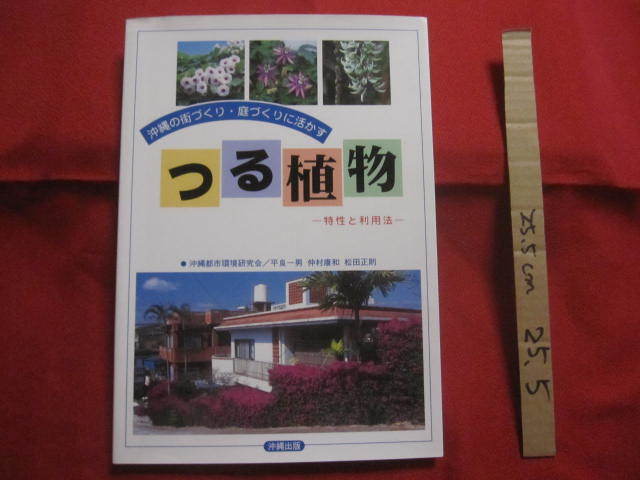 沖縄の街づくり・庭づくりに活かす
つる植物
—特性と利用法—
● 沖縄都市環境研究会／平良一男 仲村康和 松田正則
沖縄出版
25.5cm 25.5